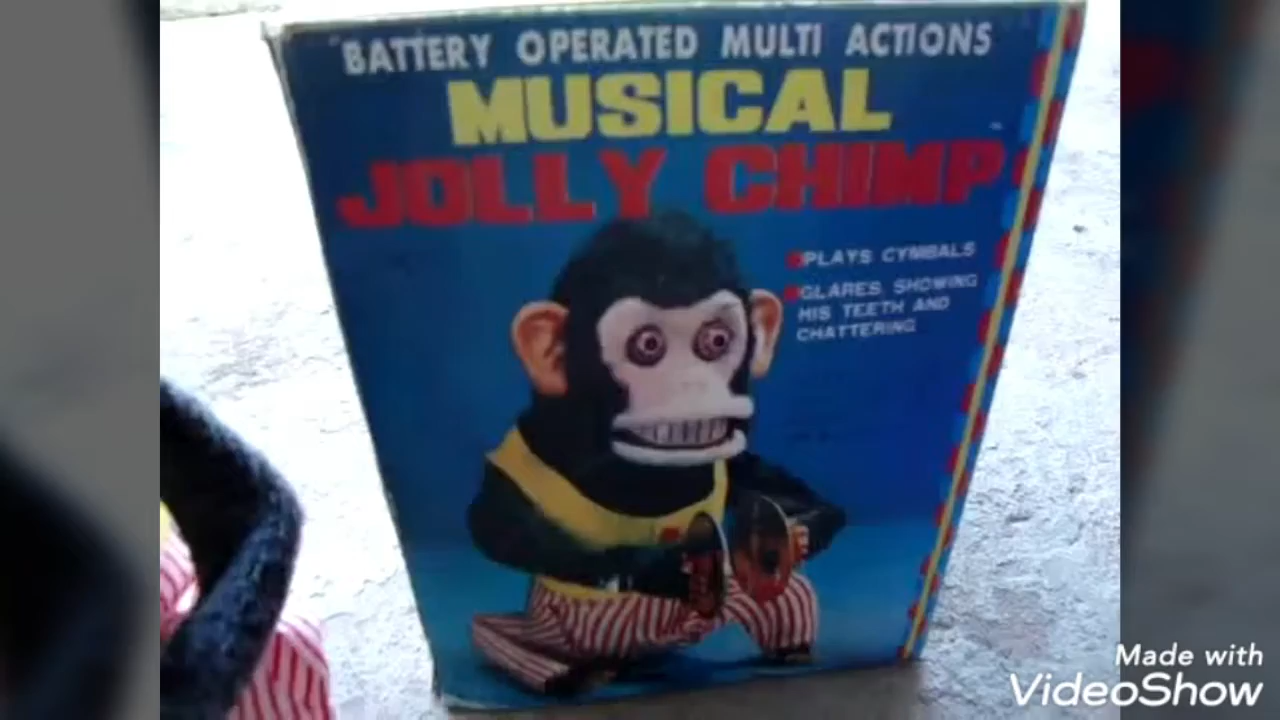 BATTERY OPERATED MULTI ACTIONS
MUSICAL
JOLLY CHIMP
PLAYS CYMBALS
GLARES, SHOWING
HIS TEETH AND
CHATTERING
Made with
VideoShow